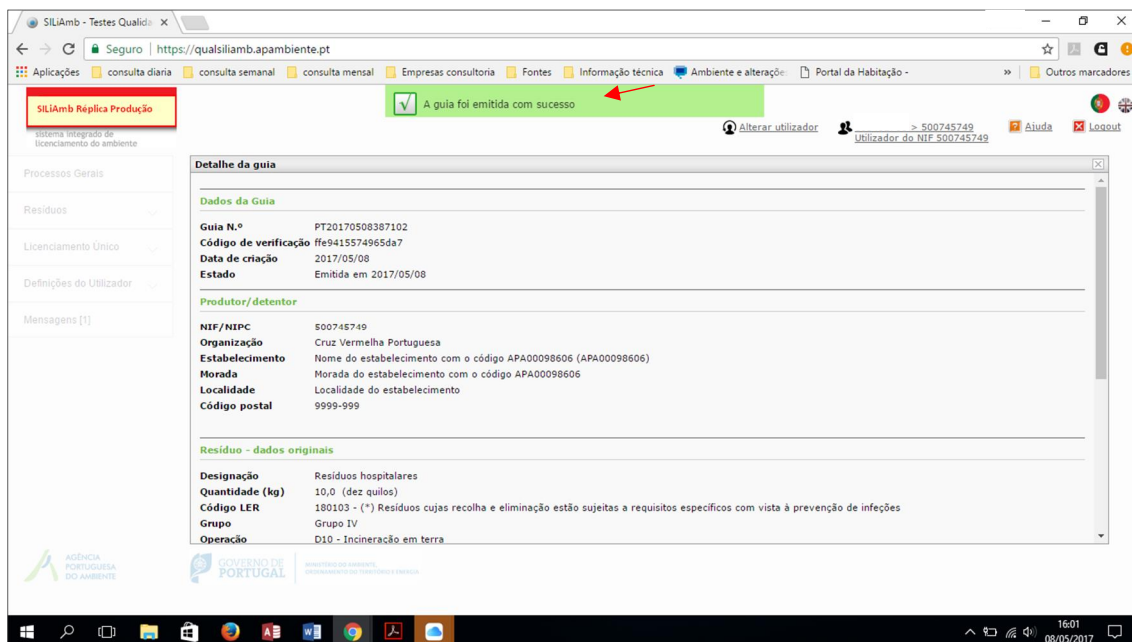 SILiAmb - Testes Qualida
Seguro | https://qualsiliamb.apambiente.pt
Aplicações consulta diaria consulta semanal consulta mensal Empresas consultoria Fontes Informação técnica Ambiente e alteraçõe Portal da Habitação - » Outros marcadores
SILiAmb Réplica Produção
A guia foi emitida com sucesso
sistema integrado de
licenciamento do ambiente
Alterar utilizador > 500745749 Ajuda Logout
Utilizador do NIF 500745749
Processos Gerais
Resíduos
Licenciamento Único
Definições do Utilizador
Mensagens [1]
Detalhe da guia
Dados da Guia
Guia N.º PT20170508387102
Código de verificação ffe9415574965da7
Data de criação 2017/05/08
Estado Emitida em 2017/05/08
Produtor/detentor
NIF/NIPC 500745749
Organização Cruz Vermelha Portuguesa
Estabelecimento Nome do estabelecimento com o código APA00098606 (APA00098606)
Morada Morada do estabelecimento com o código APA00098606
Localidade Localidade do estabelecimento
Código postal 9999-999
Resíduo - dados originais
Designação Resíduos hospitalares
Quantidade (kg) 10,0 (dez quilos)
Código LER 180103 - (*) Resíduos cujas recolha e eliminação estão sujeitas a requisitos específicos com vista à prevenção de infeções
Grupo Grupo IV
Operação D10 - Incineração em terra
AGÊNCIA
PORTUGUESA
DO AMBIENTE
GOVERNO DE
PORTUGAL
MINISTÉRIO DO AMBIENTE,
ORDENAMENTO DO TERRITÓRIO E ENERGIA
16:01
08/05/2017